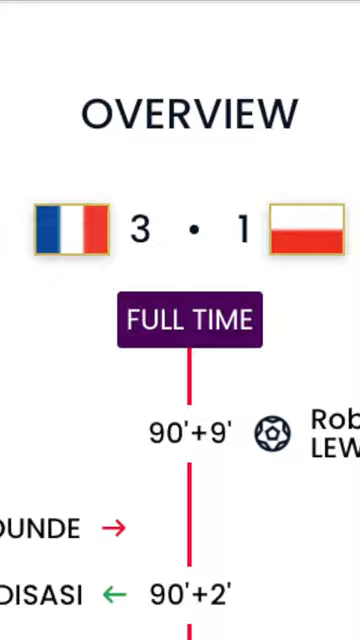 OVERVIEW
3 • 1
FULL TIME
90'+9'
Rob
LEW
OUNDE →
DISASI ← 90'+2'